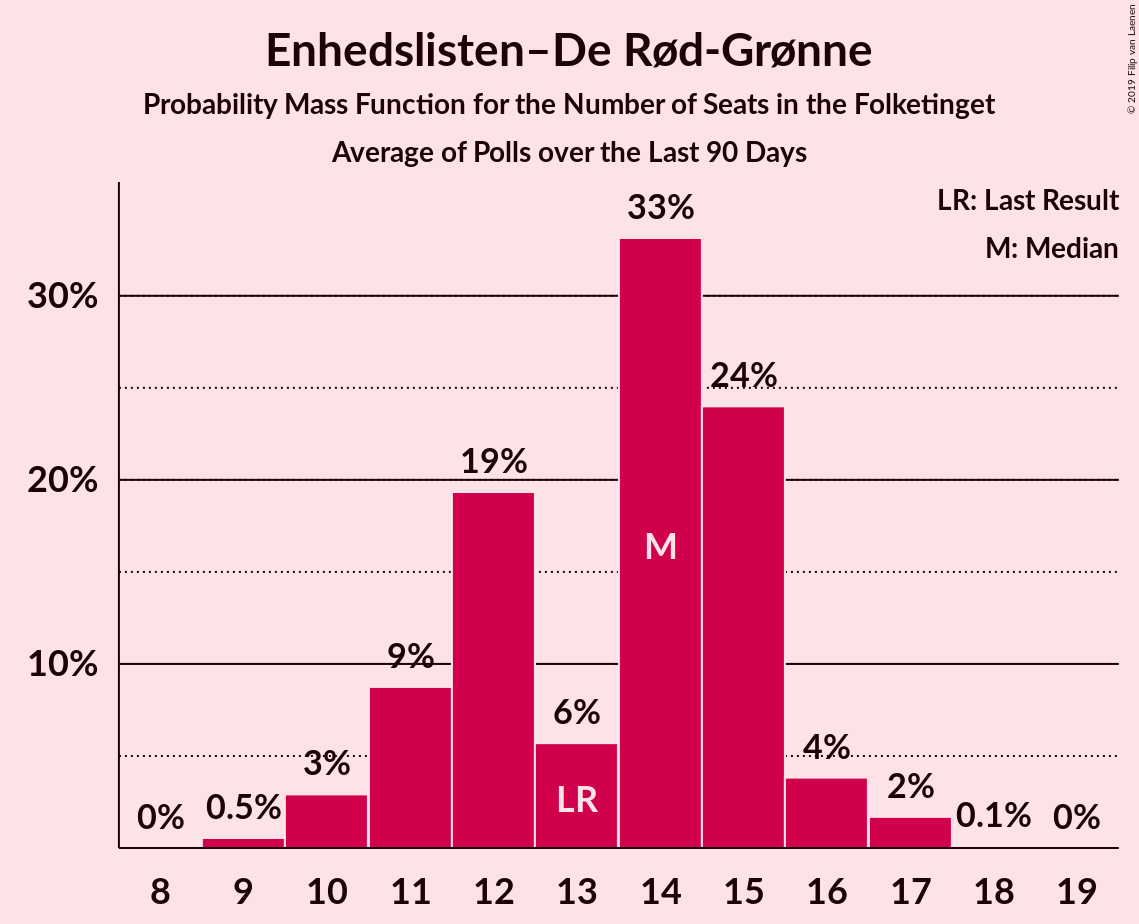 Enhedslisten–De Rød-Grønne
Probability Mass Function for the Number of Seats in the Folketinget
Average of Polls over the Last 90 Days
© 2019 Filip van Laenen
LR: Last Result
M: Median
30%
20%
10%
0%
0.5%
3%
9%
19%
6%
33%
24%
4%
2%
0.1%
0%
LR
M
8 9 10 11 12 13 14 15 16 17 18 19